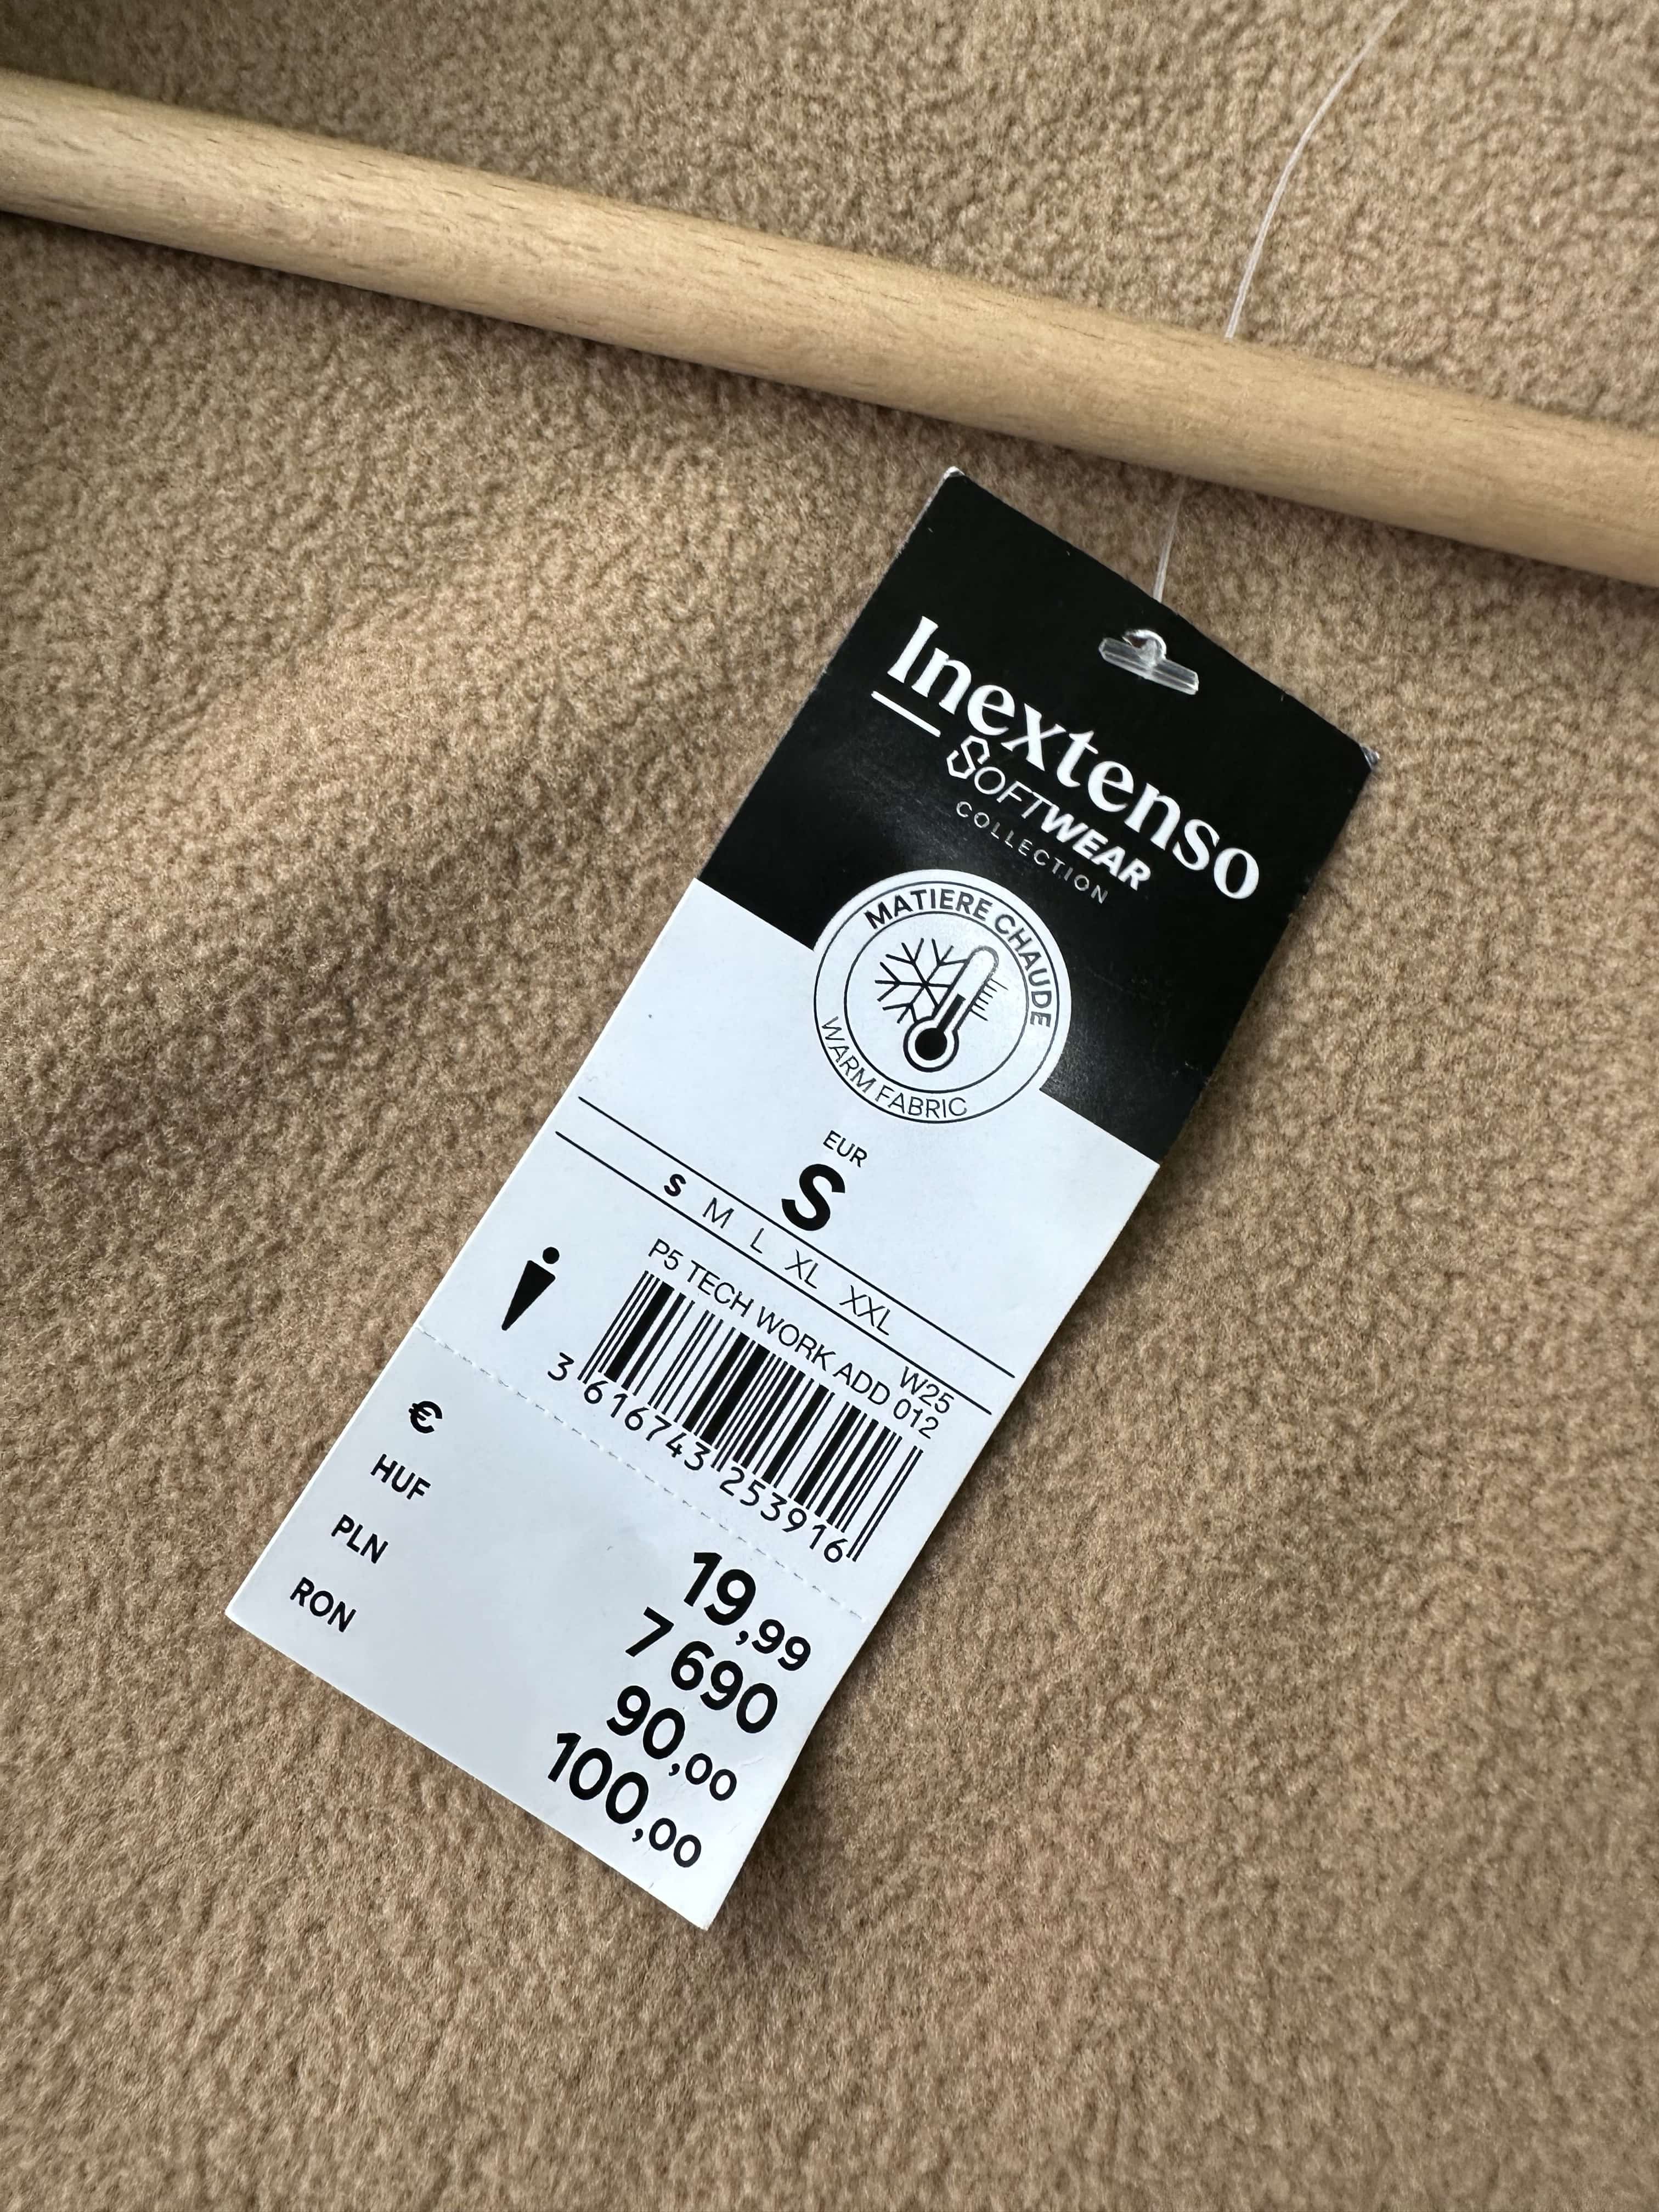 Inextenso
SOFTWEAR
COLLECTION
MATIERE CHAUDE
WARM FABRIC
EUR
S
S M L XL XXL
W25
P5 TECH WORK ADD 012
3 616743 253916
€ 19,99
HUF 7 690
PLN 90,00
RON 100,00